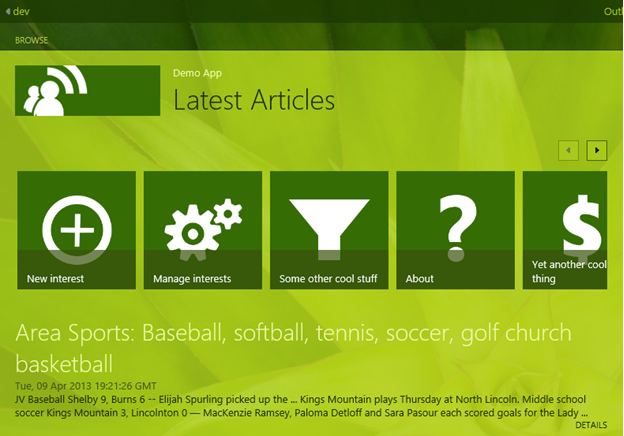 dev
BROWSE
Demo App
Latest Articles
New interest
Manage interests
Some other cool stuff
About
Yet another cool
thing
Area Sports: Baseball, softball, tennis, soccer, golf church
basketball
Tue, 09 Apr 2013 19:21:26 GMT
JV Baseball Shelby 9, Burns 6 -- Elijah Spurling picked up the ... Kings Mountain plays Thursday at North Lincoln. Middle school
soccer Kings Mountain 3, Lincolnton 0 — MacKenzie Ramsey, Paloma Detloff and Sara Pasour each scored goals for the Lady ...
DETAILS